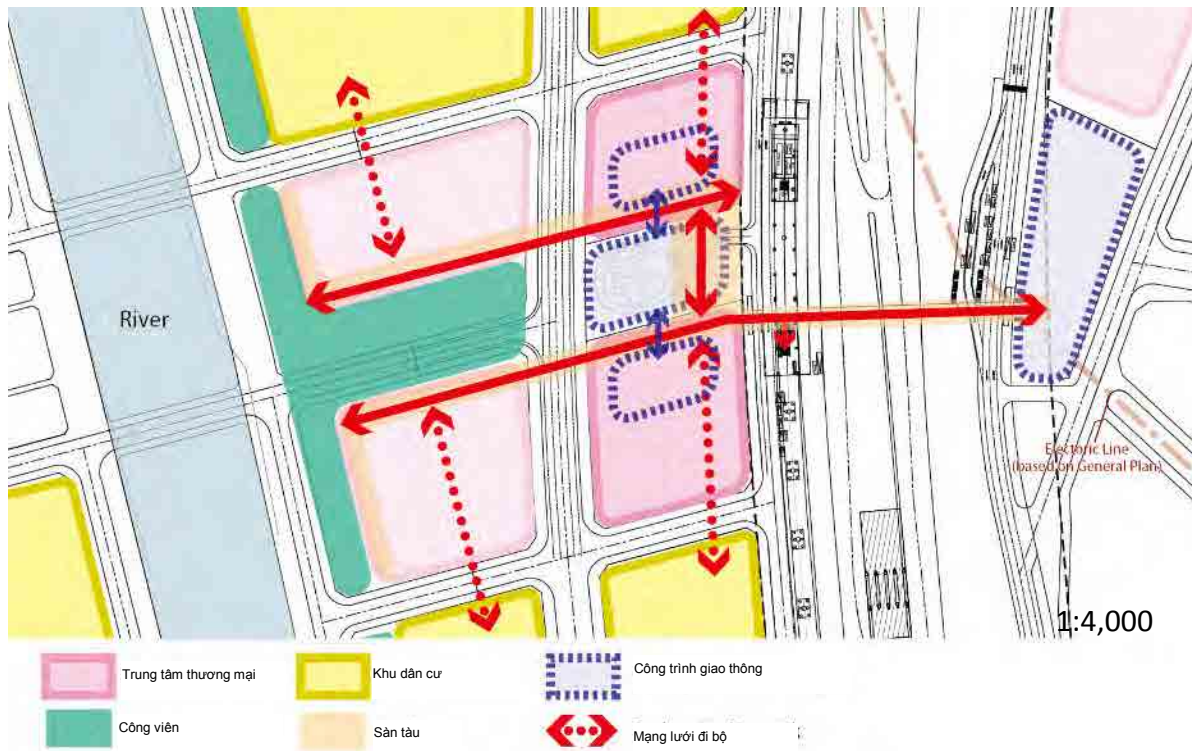 River
Electoric Line
(based on General Plan)
1:4,000
Trung tâm thương mại
Khu dân cư
Công trình giao thông
Công viên
Sàn tàu
Mạng lưới đi bộ